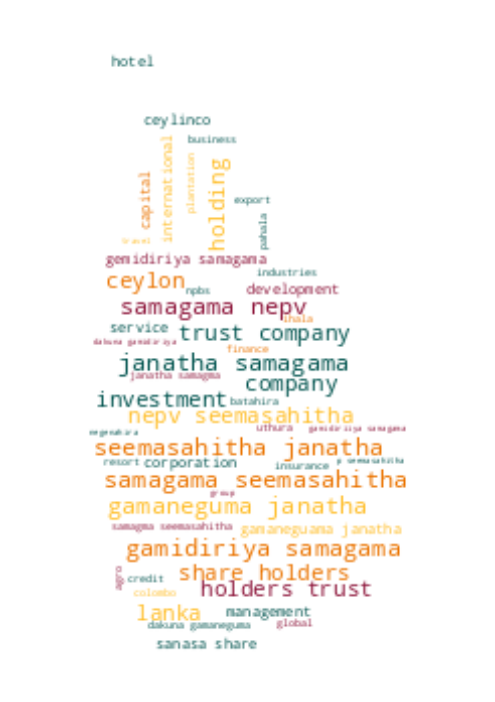 hotel
ceylinco
business
international
plantation
holding
capital
export
pahala
travel
gemidiriya samagama
industries
ceylon
npbs
development
samagama nepv
ihala
service
trust company
dakuna gamidiriya
finance
janatha samagama
janatha samagma
company
investment
batahira
nepv seemasahitha
uthura
gamidiriiya samagama
negenahira
seemasahitha janatha
resort
corporation
insurance
p seemasahitha
samagama seemasahitha
group
gamaneguma janatha
samagma seemasahitha
gamaneguama janatha
gamidiriya samagama
agro
credit
share holders
colombo
holders trust
lanka
management
dakuna gamaneguma
global
sanasa share